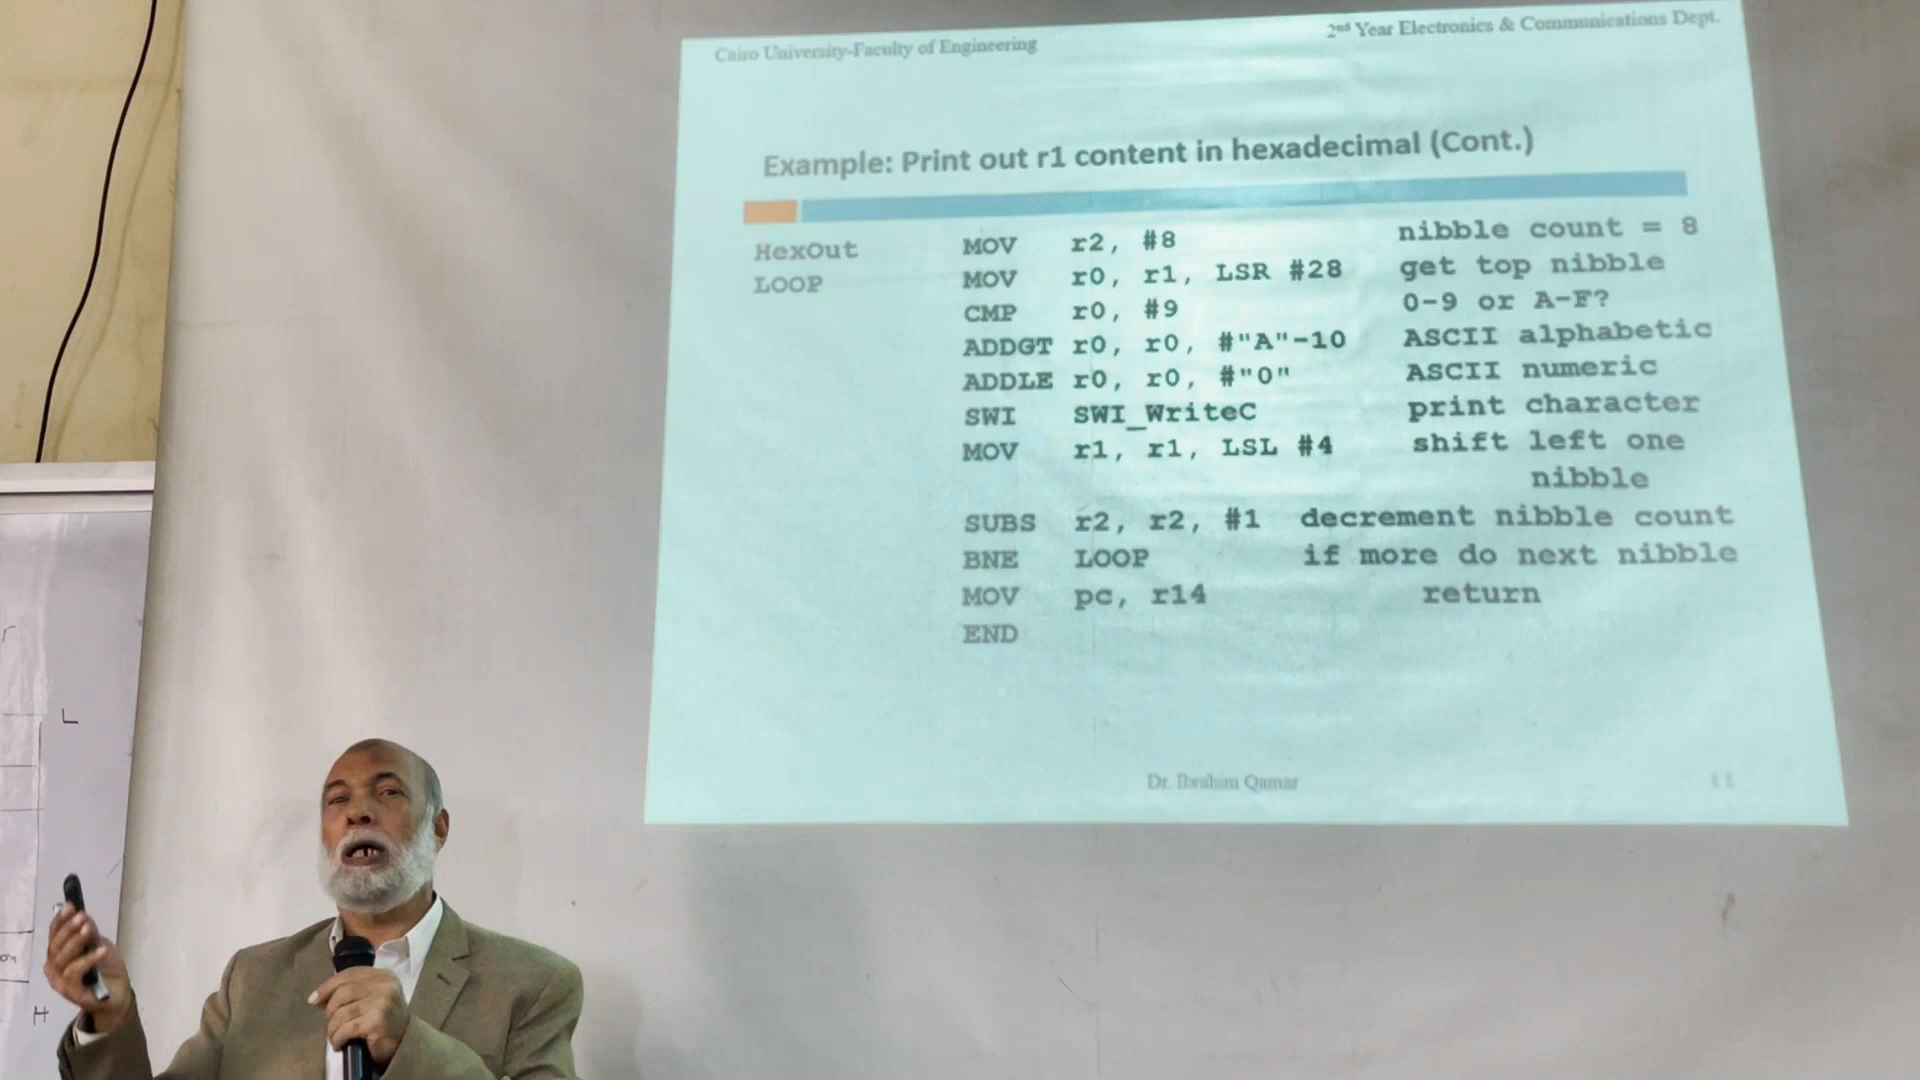 Cairo University-Faculty of Engineering
2nd Year Electronics & Communications Dept.
Example: Print out r1 content in hexadecimal (Cont.)
HexOut MOV r2, #8 nibble count = 8
LOOP MOV r0, r1, LSR #28 get top nibble
CMP r0, #9 0-9 or A-F?
ADDGT r0, r0, #"A"-10 ASCII alphabetic
ADDLE r0, r0, #"0" ASCII numeric
SWI SWI_WriteC print character
MOV r1, r1, LSL #4 shift left one
nibble
SUBS r2, r2, #1 decrement nibble count
BNE LOOP if more do next nibble
MOV pc, r14 return
END
Dr. Ibrahim Qamar
L
H